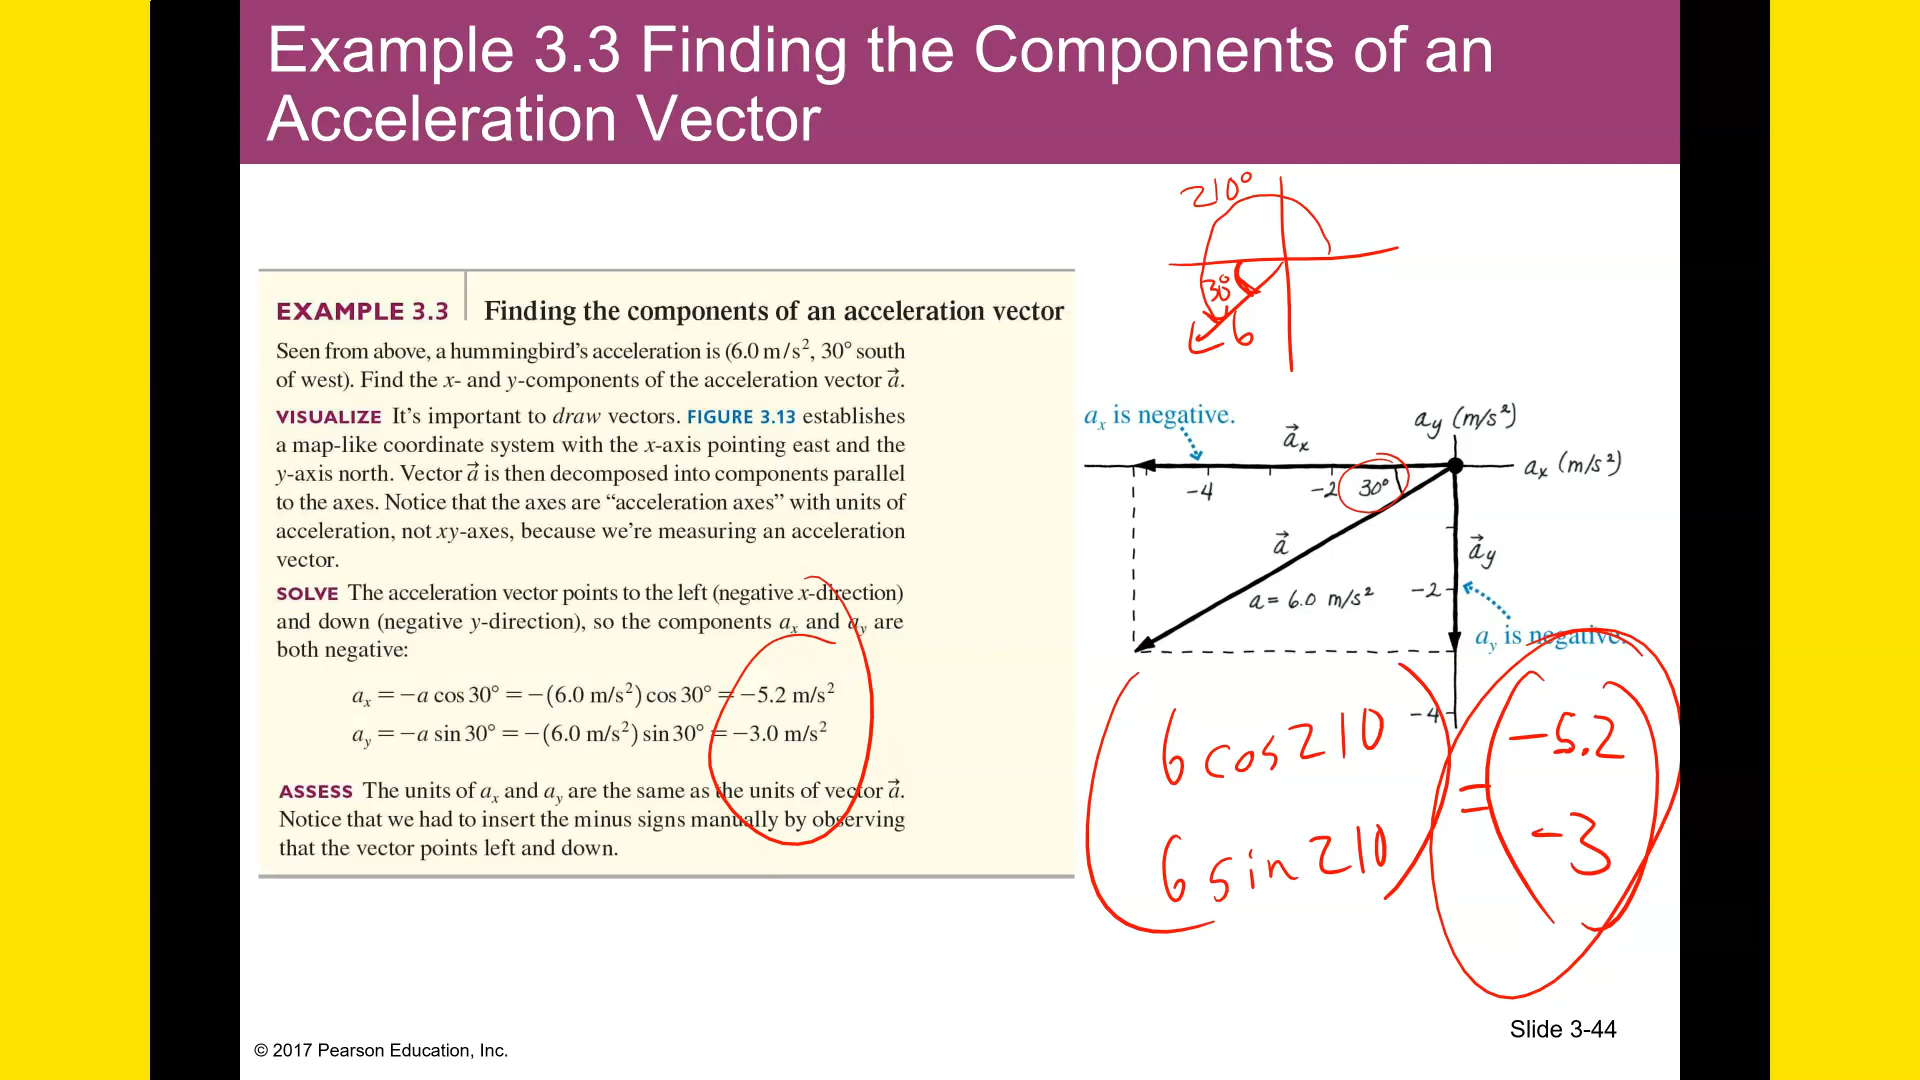 Example 3.3 Finding the Components of an
Acceleration Vector
EXAMPLE 3.3 Finding the components of an acceleration vector
Seen from above, a hummingbird’s acceleration is (6.0 m/s², 30° south
of west). Find the x- and y-components of the acceleration vector a⃗.
VISUALIZE It’s important to draw vectors. FIGURE 3.13 establishes
a map-like coordinate system with the x-axis pointing east and the
y-axis north. Vector a⃗ is then decomposed into components parallel
to the axes. Notice that the axes are “acceleration axes” with units of
acceleration, not xy-axes, because we’re measuring an acceleration
vector.
SOLVE The acceleration vector points to the left (negative x-direction)
and down (negative y-direction), so the components aₓ and a_y are
both negative:
aₓ = −a cos 30° = −(6.0 m/s²) cos 30° = −5.2 m/s²
a_y = −a sin 30° = −(6.0 m/s²) sin 30° = −3.0 m/s²
ASSESS The units of aₓ and a_y are the same as the units of vector a⃗.
Notice that we had to insert the minus signs manually by observing
that the vector points left and down.
210°
30°
6
aₓ is negative.
a⃗ₓ
a_y (m/s²)
aₓ (m/s²)
−4
−2
30°
a⃗
a⃗_y
a = 6.0 m/s²
−2
a_y is negative.
−4
6 cos 210
6 sin 210
=
−5.2
−3
Slide 3-44
© 2017 Pearson Education, Inc.